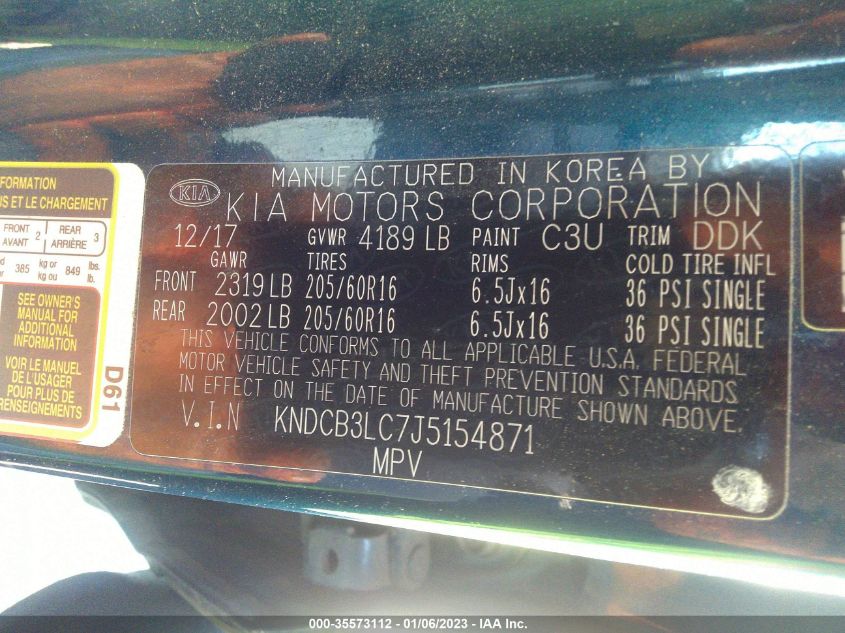 FORMATION
US ET LE CHARGEMENT
FRONT AVANT 2 REAR ARRIÈRE 3
385 kg or kg ou 849 lbs. lb.
SEE OWNER'S
MANUAL FOR
ADDITIONAL
INFORMATION
VOIR LE MANUEL
DE L'USAGER
POUR PLUS DE
RENSEIGNEMENTS
D61
KIA
MANUFACTURED IN KOREA BY
KIA MOTORS CORPORATION
12/17 GVWR 4189 LB PAINT C3U TRIM DDK
GAWR TIRES RIMS COLD TIRE INFL
FRONT 2319 LB 205/60R16 6.5Jx16 36 PSI SINGLE
REAR 2002 LB 205/60R16 6.5Jx16 36 PSI SINGLE
THIS VEHICLE CONFORMS TO ALL APPLICABLE U.S.A. FEDERAL
MOTOR VEHICLE SAFETY AND THEFT PREVENTION STANDARDS
IN EFFECT ON THE DATE OF MANUFACTURE SHOWN ABOVE.
V.I.N KNDCB3LC7J5154871
MPV
000-35573112 - 01/06/2023 - IAA Inc.